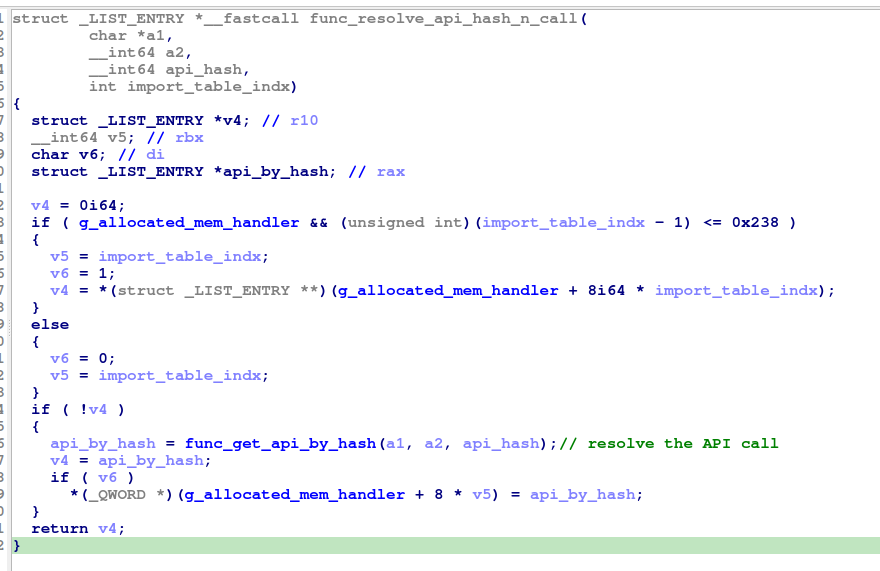 1 struct _LIST_ENTRY *__fastcall func_resolve_api_hash_n_call(
2 char *a1,
3 __int64 a2,
4 __int64 api_hash,
5 int import_table_indx)
6 {
7 struct _LIST_ENTRY *v4; // r10
8 __int64 v5; // rbx
9 char v6; // di
0 struct _LIST_ENTRY *api_by_hash; // rax
1
2 v4 = 0i64;
3 if ( g_allocated_mem_handler && (unsigned int)(import_table_indx - 1) <= 0x238 )
4 {
5 v5 = import_table_indx;
6 v6 = 1;
7 v4 = *(struct _LIST_ENTRY **)(g_allocated_mem_handler + 8i64 * import_table_indx);
8 }
9 else
0 {
1 v6 = 0;
2 v5 = import_table_indx;
3 }
4 if ( !v4 )
5 {
6 api_by_hash = func_get_api_by_hash(a1, a2, api_hash);// resolve the API call
7 v4 = api_by_hash;
8 if ( v6 )
9 *(_QWORD *)(g_allocated_mem_handler + 8 * v5) = api_by_hash;
0 }
1 return v4;
2 }